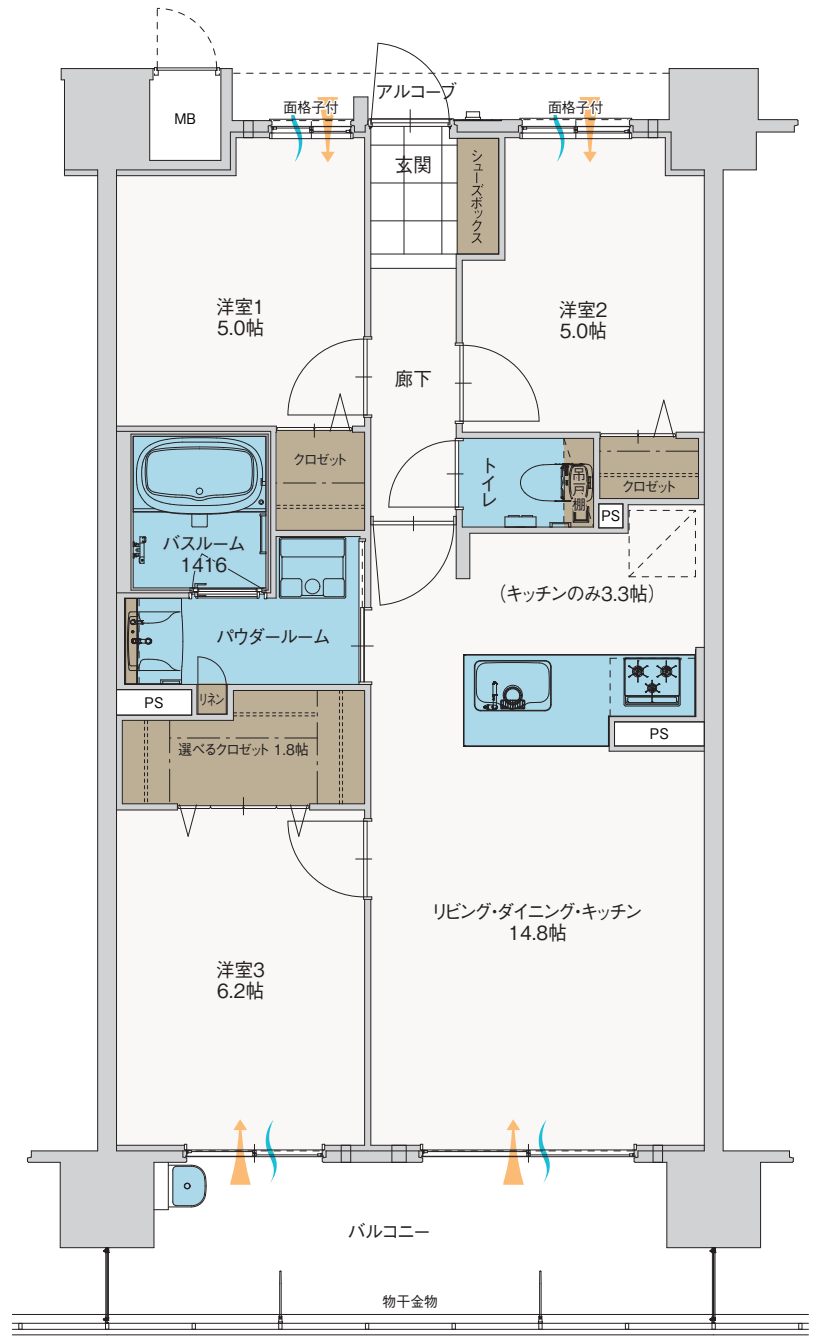 アルコーブ
MB
面格子付
面格子付
玄関
シューズボックス
洋室1
5.0帖
洋室2
5.0帖
廊下
クロゼット
トイレ
吊戸棚
クロゼット
PS
バスルーム
1416
(キッチンのみ3.3帖)
パウダールーム
PS
リネン
PS
選べるクロゼット 1.8帖
リビング・ダイニング・キッチン
14.8帖
洋室3
6.2帖
バルコニー
物干金物